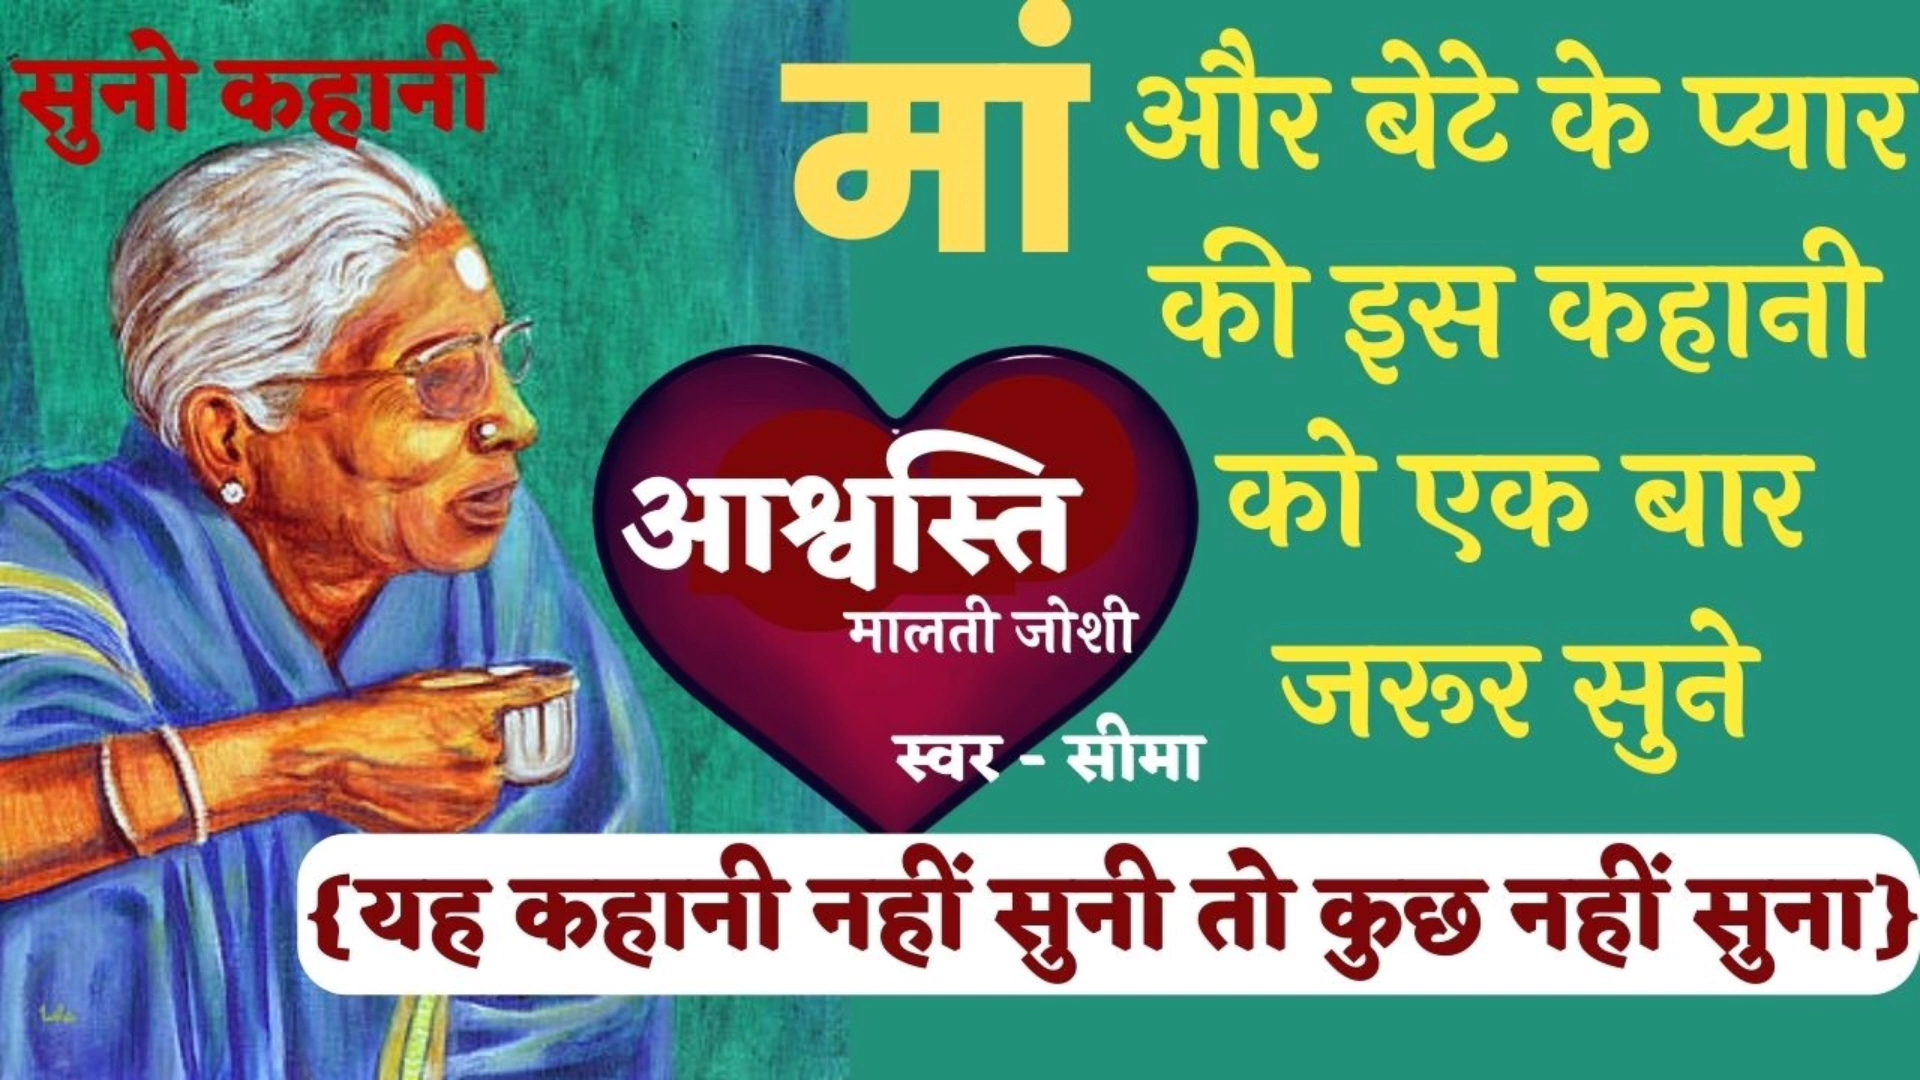 सुनो कहानी
मां और बेटे के प्यार
की इस कहानी
को एक बार
जरूर सुने
आश्वस्ति
मालती जोशी
स्वर - सीमा
{यह कहानी नहीं सुनी तो कुछ नहीं सुना}